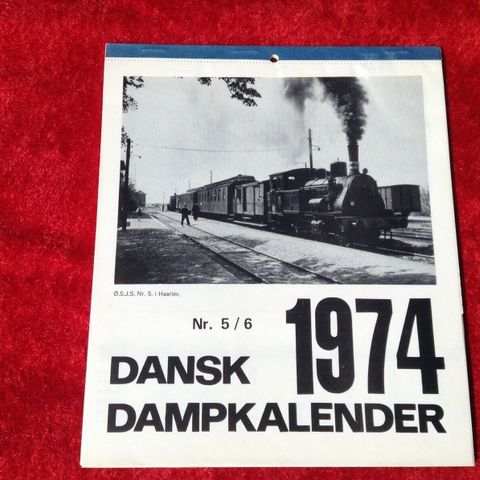 Ø.S.J.S. Nr. 5. i Haarlev.
Nr. 5/6
1974
DANSK
DAMPKALENDER